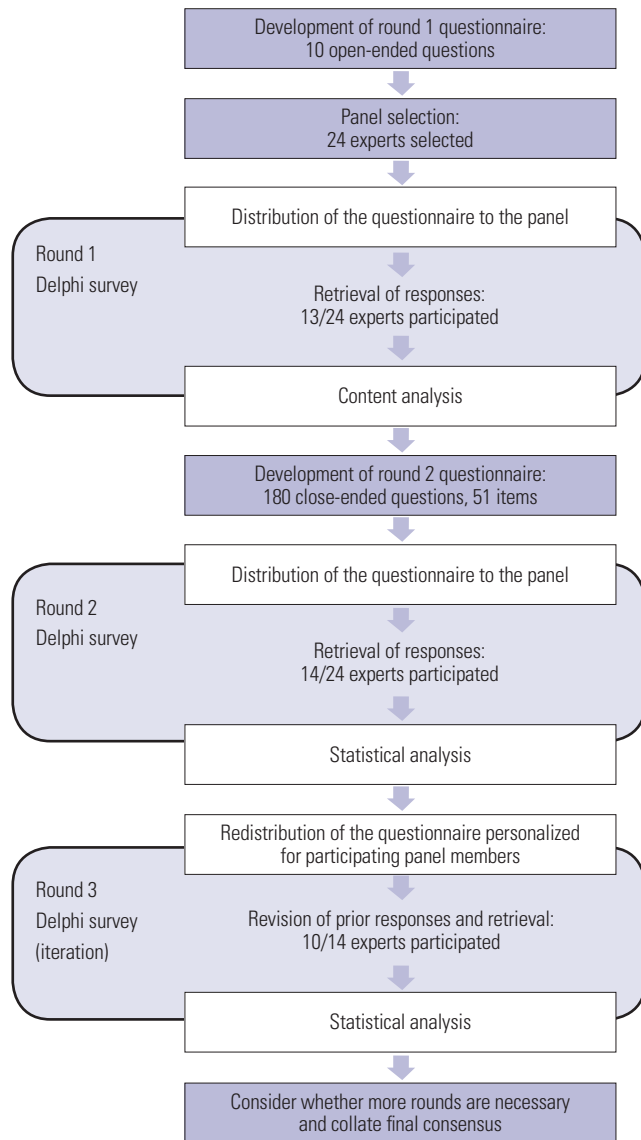 Development of round 1 questionnaire:
10 open-ended questions
Panel selection:
24 experts selected
Distribution of the questionnaire to the panel
Round 1
Delphi survey
Retrieval of responses:
13/24 experts participated
Content analysis
Development of round 2 questionnaire:
180 close-ended questions, 51 items
Distribution of the questionnaire to the panel
Round 2
Delphi survey
Retrieval of responses:
14/24 experts participated
Statistical analysis
Redistribution of the questionnaire personalized
for participating panel members
Round 3
Delphi survey
(iteration)
Revision of prior responses and retrieval:
10/14 experts participated
Statistical analysis
Consider whether more rounds are necessary
and collate final consensus